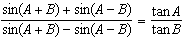 sin(A + B) + sin(A − B) / sin(A + B) − sin(A − B) = tan A / tan B